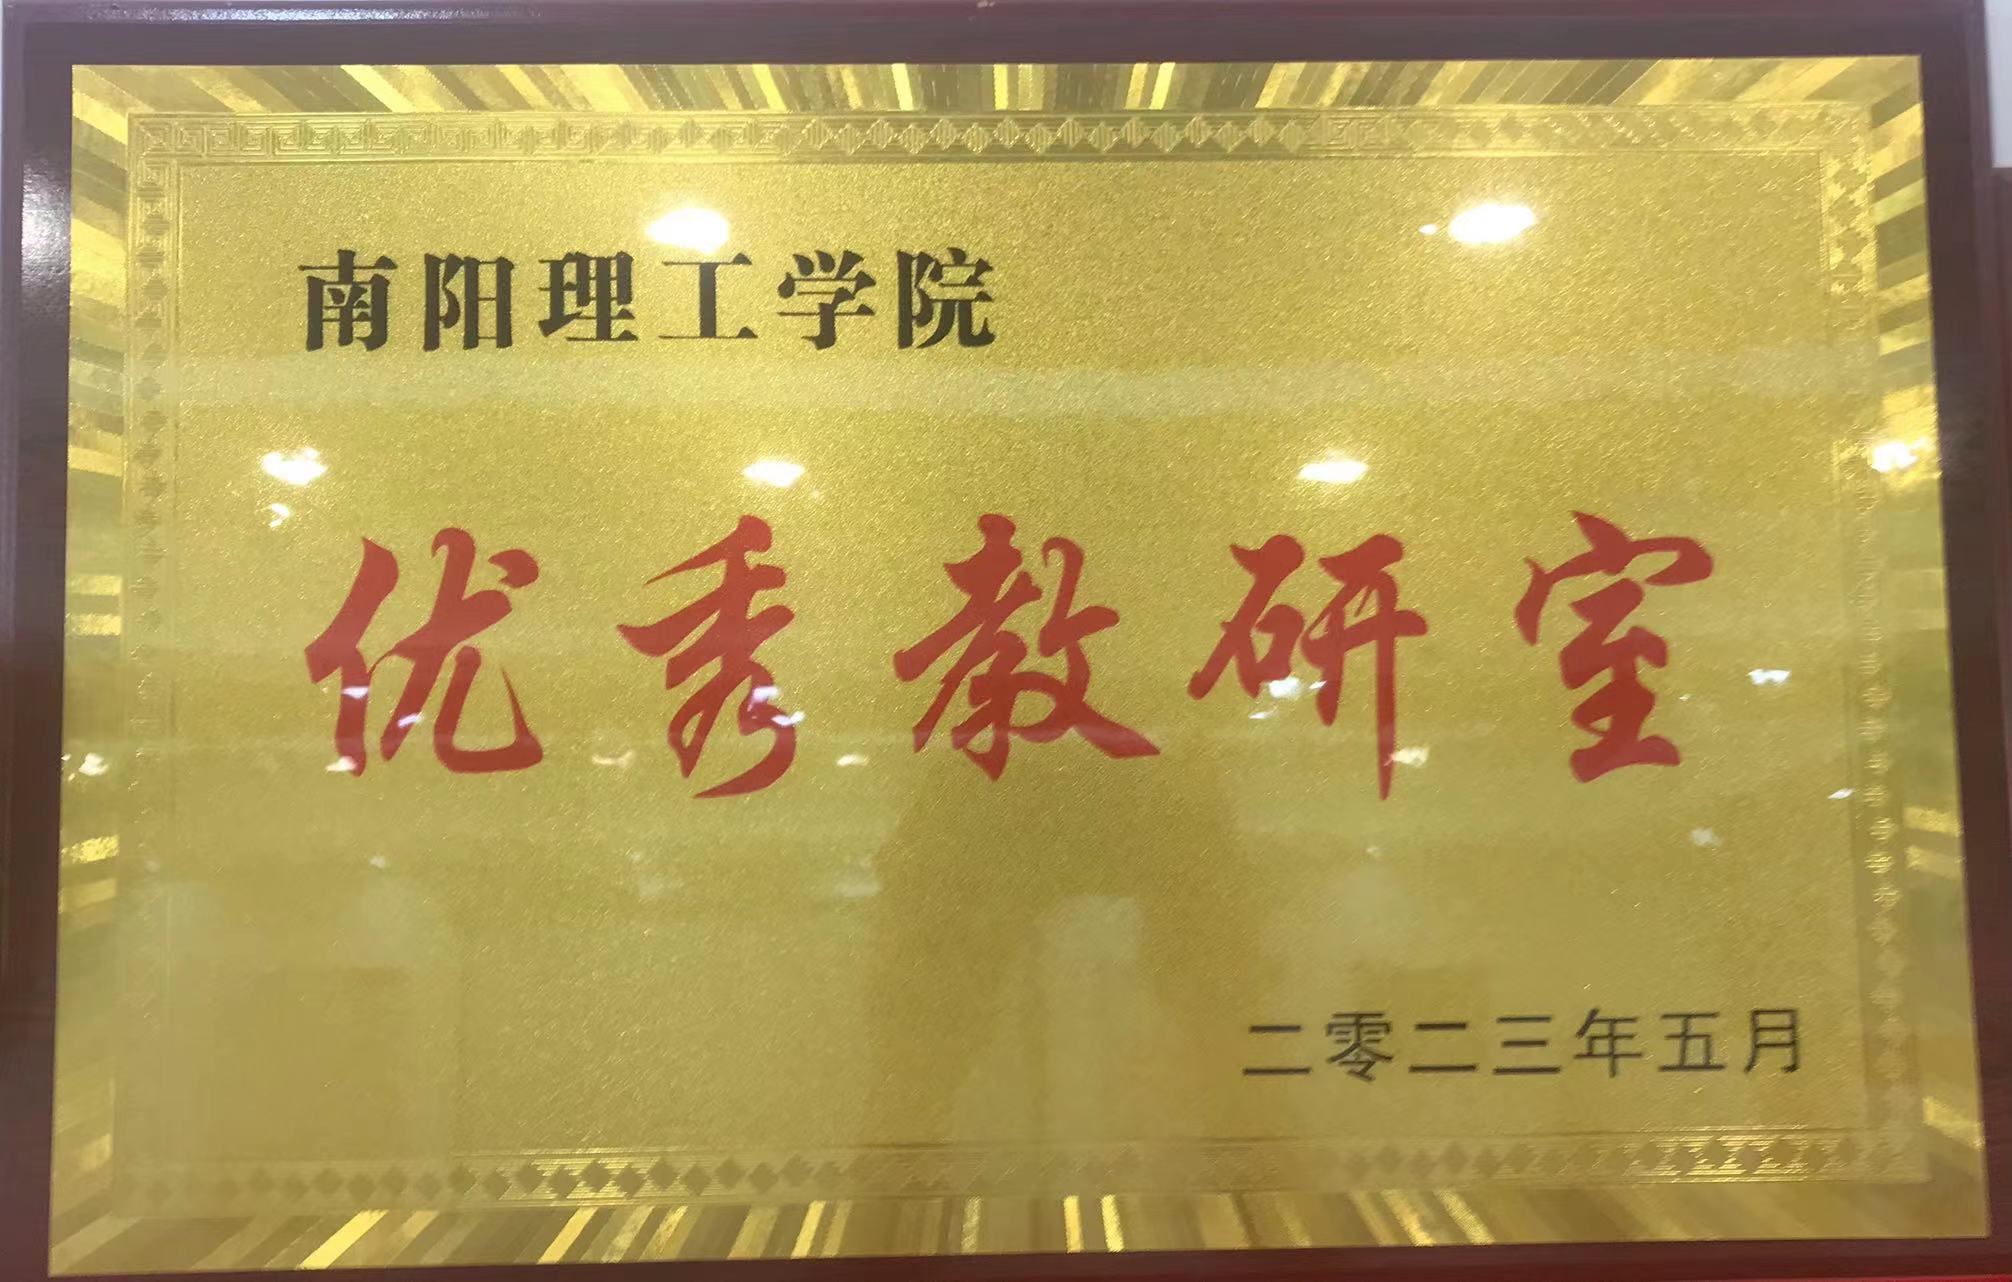 南阳理工学院
优秀教研室
二零二三年五月